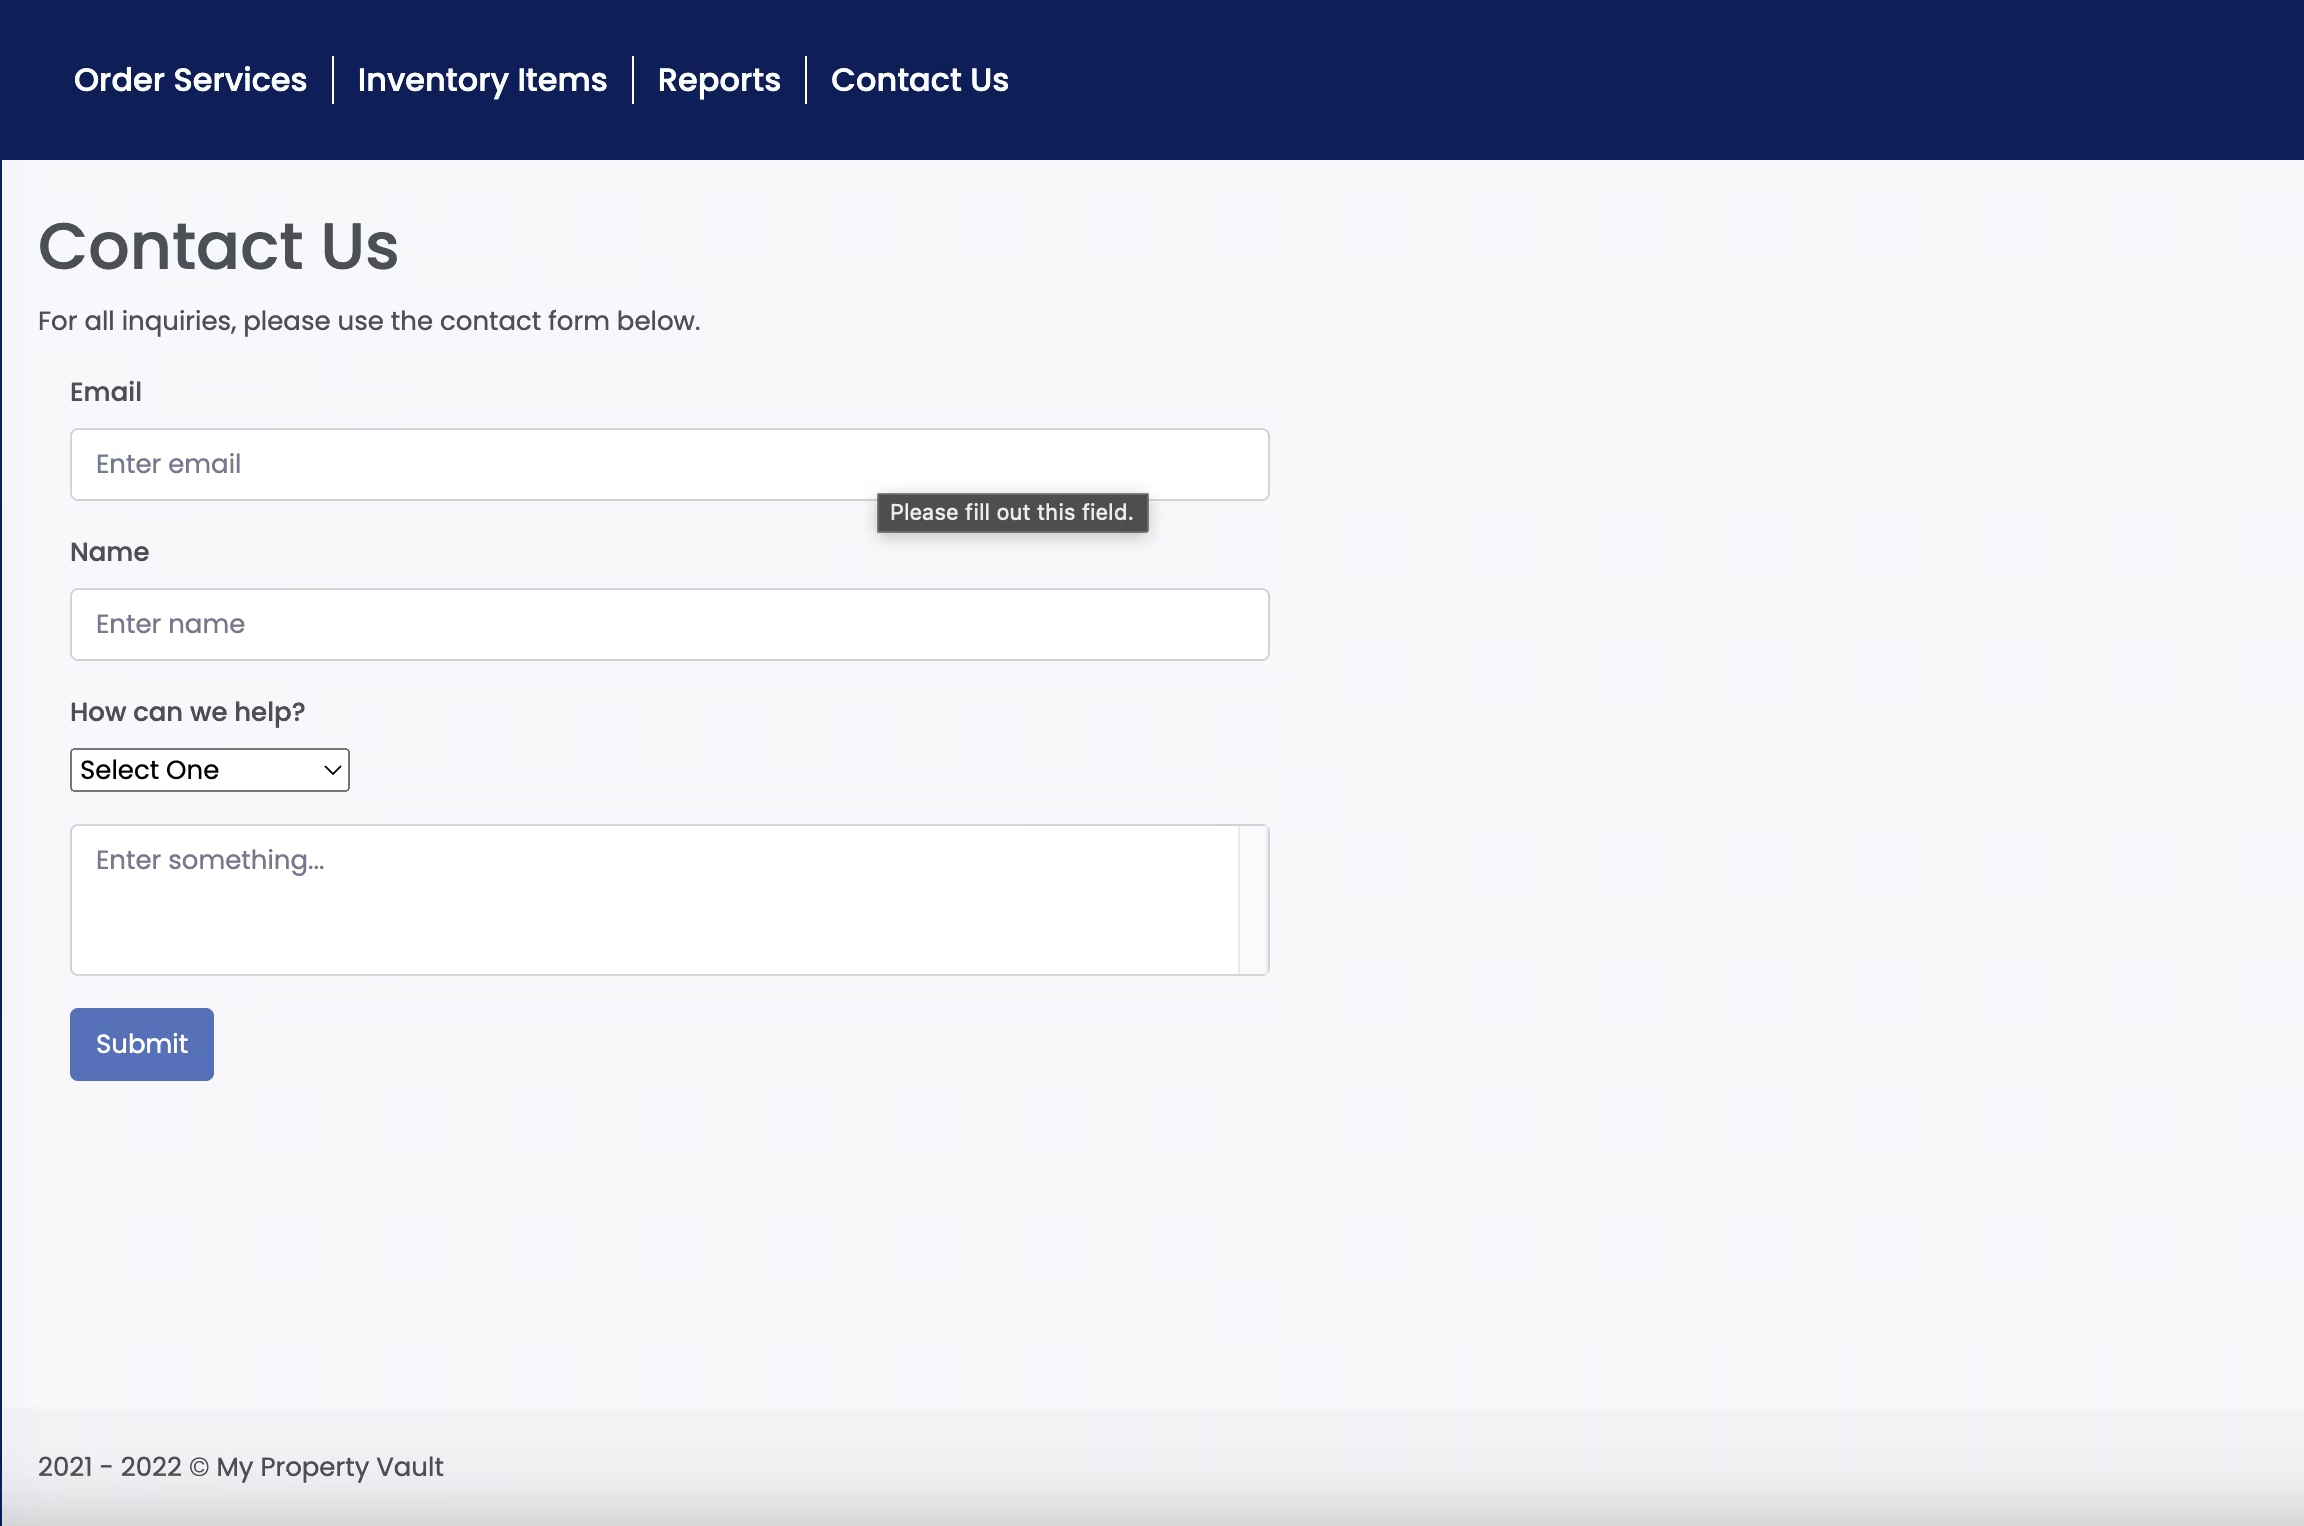 Order Services
Inventory Items
Reports
Contact Us
Contact Us
For all inquiries, please use the contact form below.
Email
Enter email
Please fill out this field.
Name
Enter name
How can we help?
Select One
Enter something...
Submit
2021 - 2022 © My Property Vault